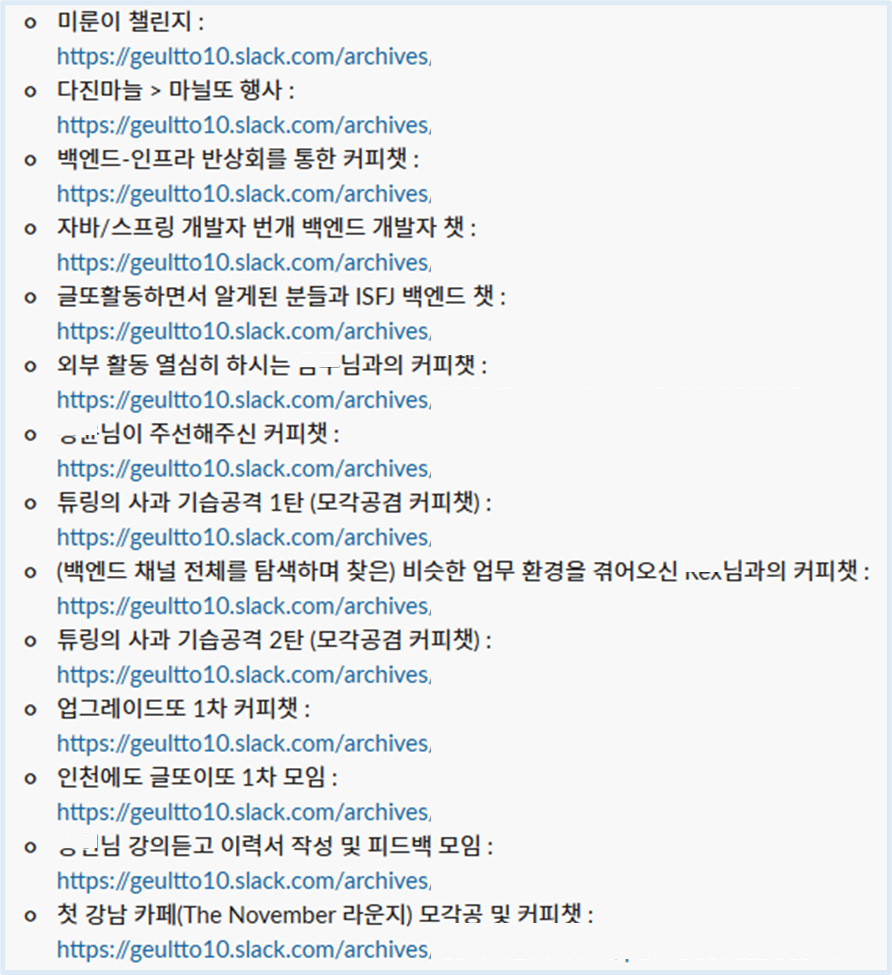 미룬이 챌린지 :
https://geultto10.slack.com/archives/
다진마늘 > 마늴또 행사 :
https://geultto10.slack.com/archives/
백엔드-인프라 반상회를 통한 커피챗 :
https://geultto10.slack.com/archives/
자바/스프링 개발자 번개 백엔드 개발자 챗 :
https://geultto10.slack.com/archives/
글또활동하면서 알게된 분들과 ISFJ 백엔드 챗 :
https://geultto10.slack.com/archives/
외부 활동 열심히 하시는 님과의 커피챗 :
https://geultto10.slack.com/archives/
님이 주선해주신 커피챗 :
https://geultto10.slack.com/archives/
튜링의 사과 기습공격 1탄 (모각공겸 커피챗) :
https://geultto10.slack.com/archives/
(백엔드 채널 전체를 탐색하며 찾은) 비슷한 업무 환경을 겪어오신 님과의 커피챗 :
https://geultto10.slack.com/archives/
튜링의 사과 기습공격 2탄 (모각공겸 커피챗) :
https://geultto10.slack.com/archives/
업그레이드또 1차 커피챗 :
https://geultto10.slack.com/archives/
인천에도 글또이또 1차 모임 :
https://geultto10.slack.com/archives/
님 강의듣고 이력서 작성 및 피드백 모임 :
https://geultto10.slack.com/archives/
첫 강남 카페(The November 라운지) 모각공 및 커피챗 :
https://geultto10.slack.com/archives/